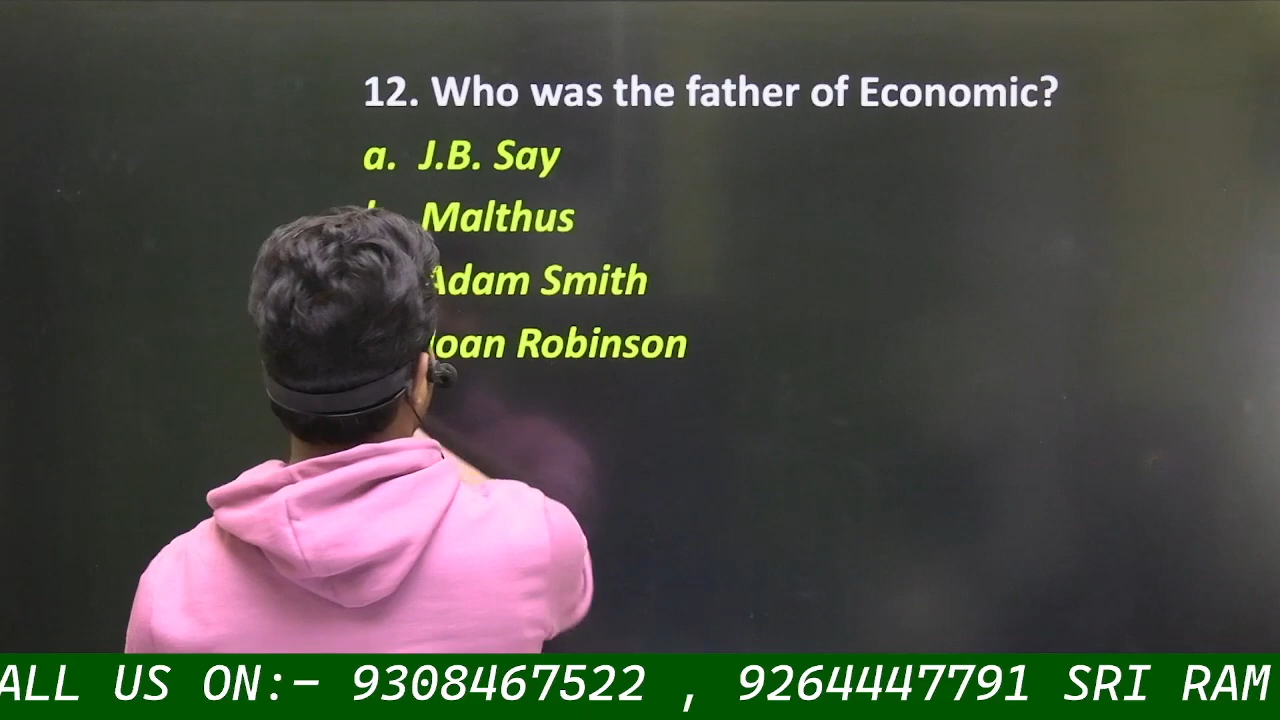 12. Who was the father of Economic?
a. J.B. Say
Malthus
Adam Smith
Joan Robinson
ALL US ON:- 9308467522 , 9264447791 SRI RAM